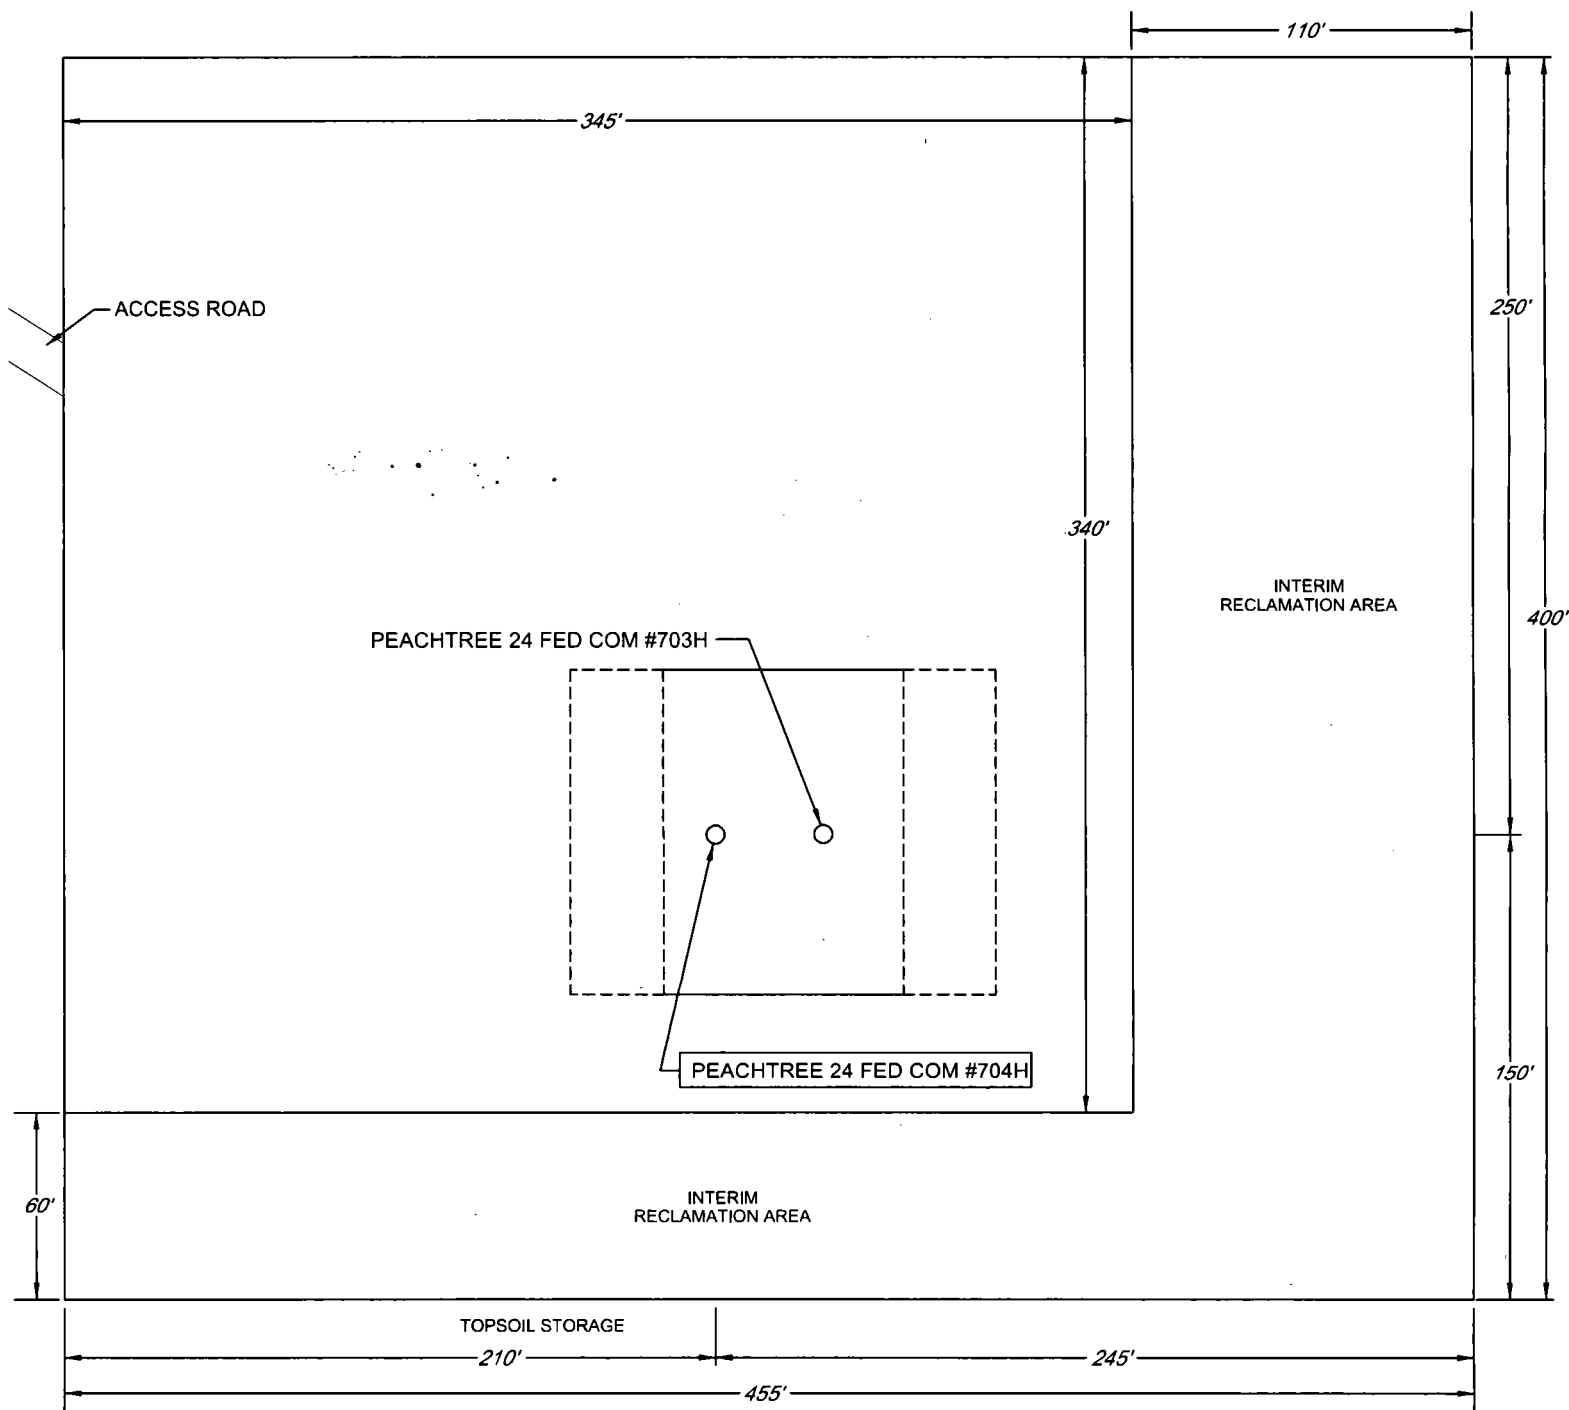 110'
345'
ACCESS ROAD
250'
340'
INTERIM
RECLAMATION AREA
400'
PEACHTREE 24 FED COM #703H
PEACHTREE 24 FED COM #704H
150'
60'
INTERIM
RECLAMATION AREA
TOPSOIL STORAGE
210'
245'
455'